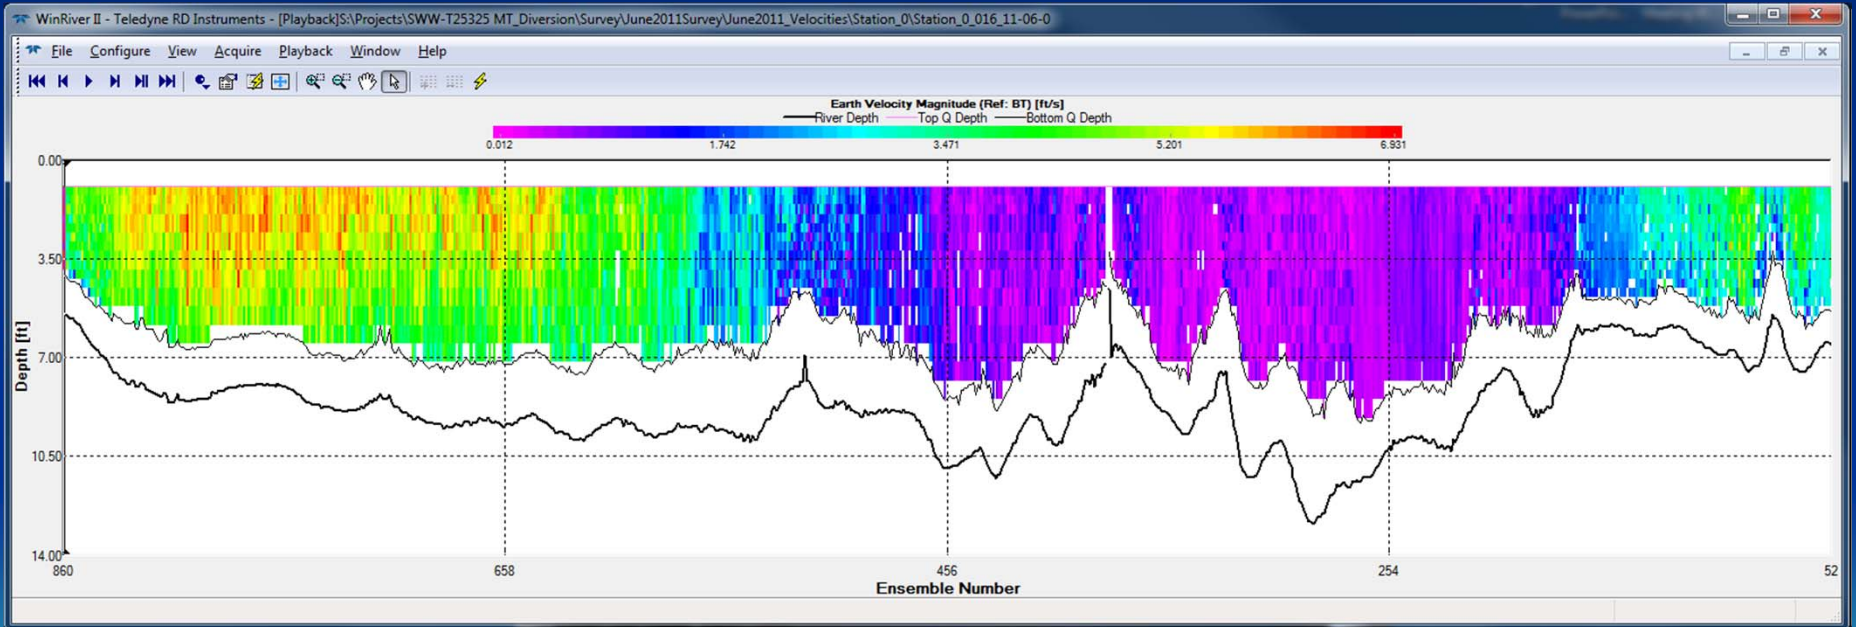 WinRiver II - Teledyne RD Instruments - [Playback]S:\Projects\SWW-T25325 MT_Diversion\Survey\June2011Survey\June2011_Velocities\Station_0\Station_0_016_11-06-0
File Configure View Acquire Playback Window Help
Earth Velocity Magnitude (Ref: BT) [ft/s]
River Depth Top Q Depth Bottom Q Depth
0.012 1.742 3.471 5.201 6.931
0.00
3.50
7.00
10.50
14.00
Depth [ft]
860 658 456 254 52
Ensemble Number